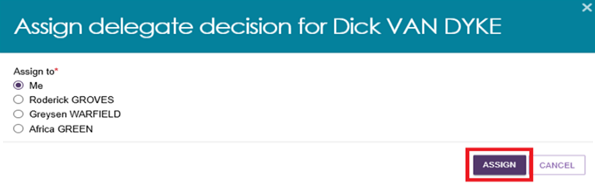 Assign delegate decision for Dick VAN DYKE
Assign to*
Me
Roderick GROVES
Greysen WARFIELD
Africa GREEN
ASSIGN CANCEL